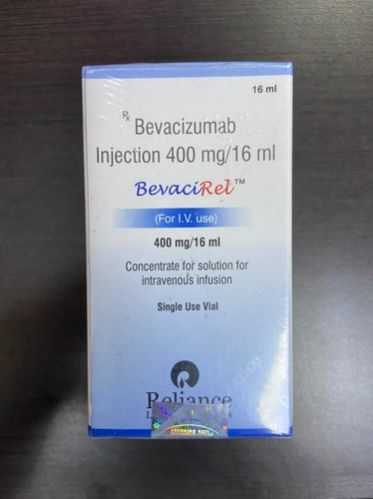 16 ml
Rx Bevacizumab
Injection 400 mg/16 ml
BevaciRel™
(For I.V. use)
400 mg/16 ml
Concentrate for solution for
intravenous infusion
Single Use Vial
Reliance